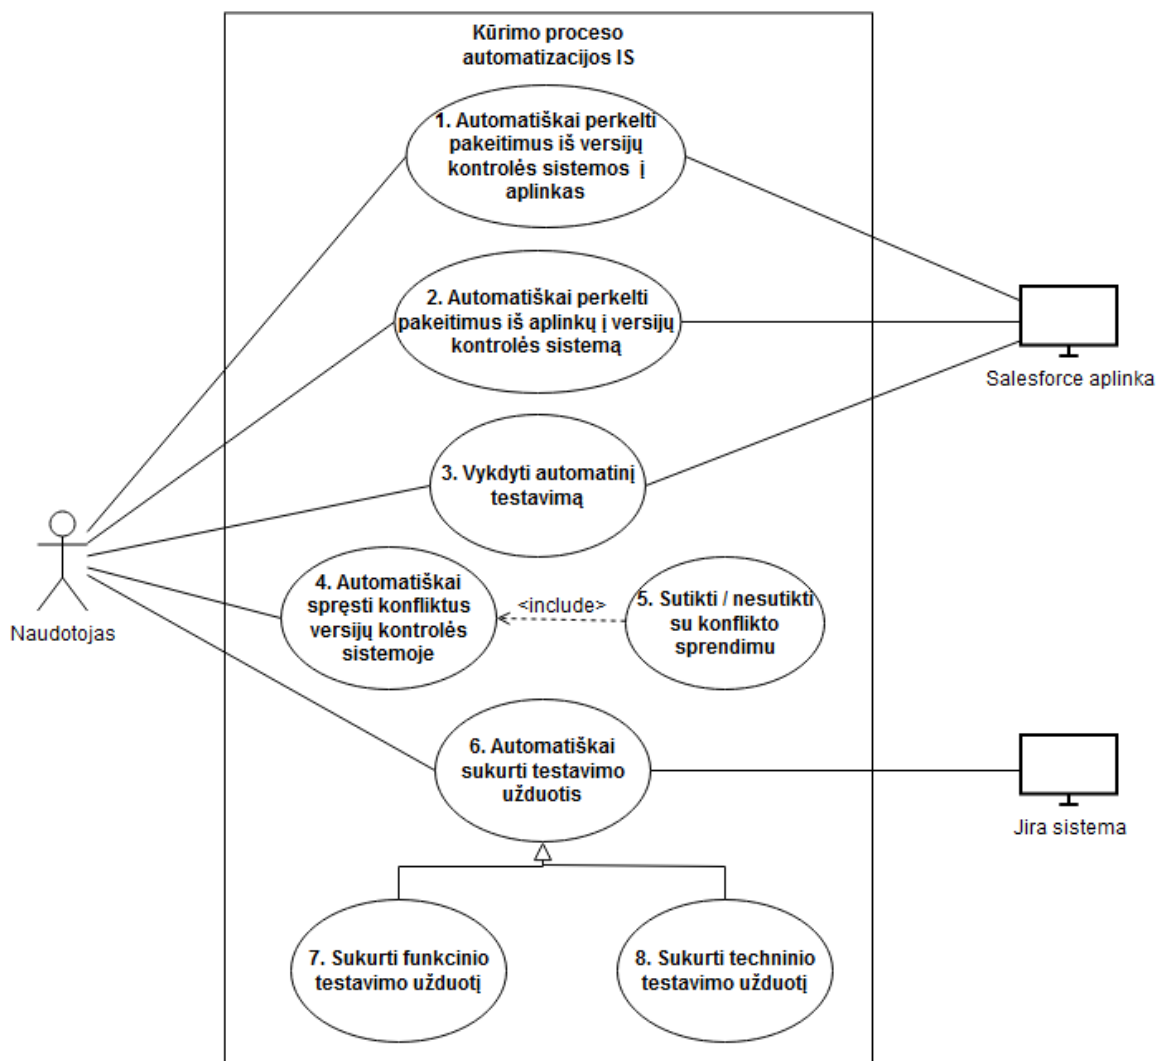 Kūrimo proceso
automatizacijos IS
1. Automatiškai perkelti
pakeitimus iš versijų
kontrolės sistemos į
aplinkas
2. Automatiškai perkelti
pakeitimus iš aplinkų į versijų
kontrolės sistemą
Salesforce aplinka
3. Vykdyti automatinį
testavimą
Naudotojas
4. Automatiškai
spręsti konfliktus
versijų kontrolės
sistemoje
<include>
5. Sutikti / nesutikti
su konflikto
sprendimu
6. Automatiškai
sukurti testavimo
užduotis
Jira sistema
7. Sukurti funkcinio
testavimo užduotį
8. Sukurti techninio
testavimo užduotį